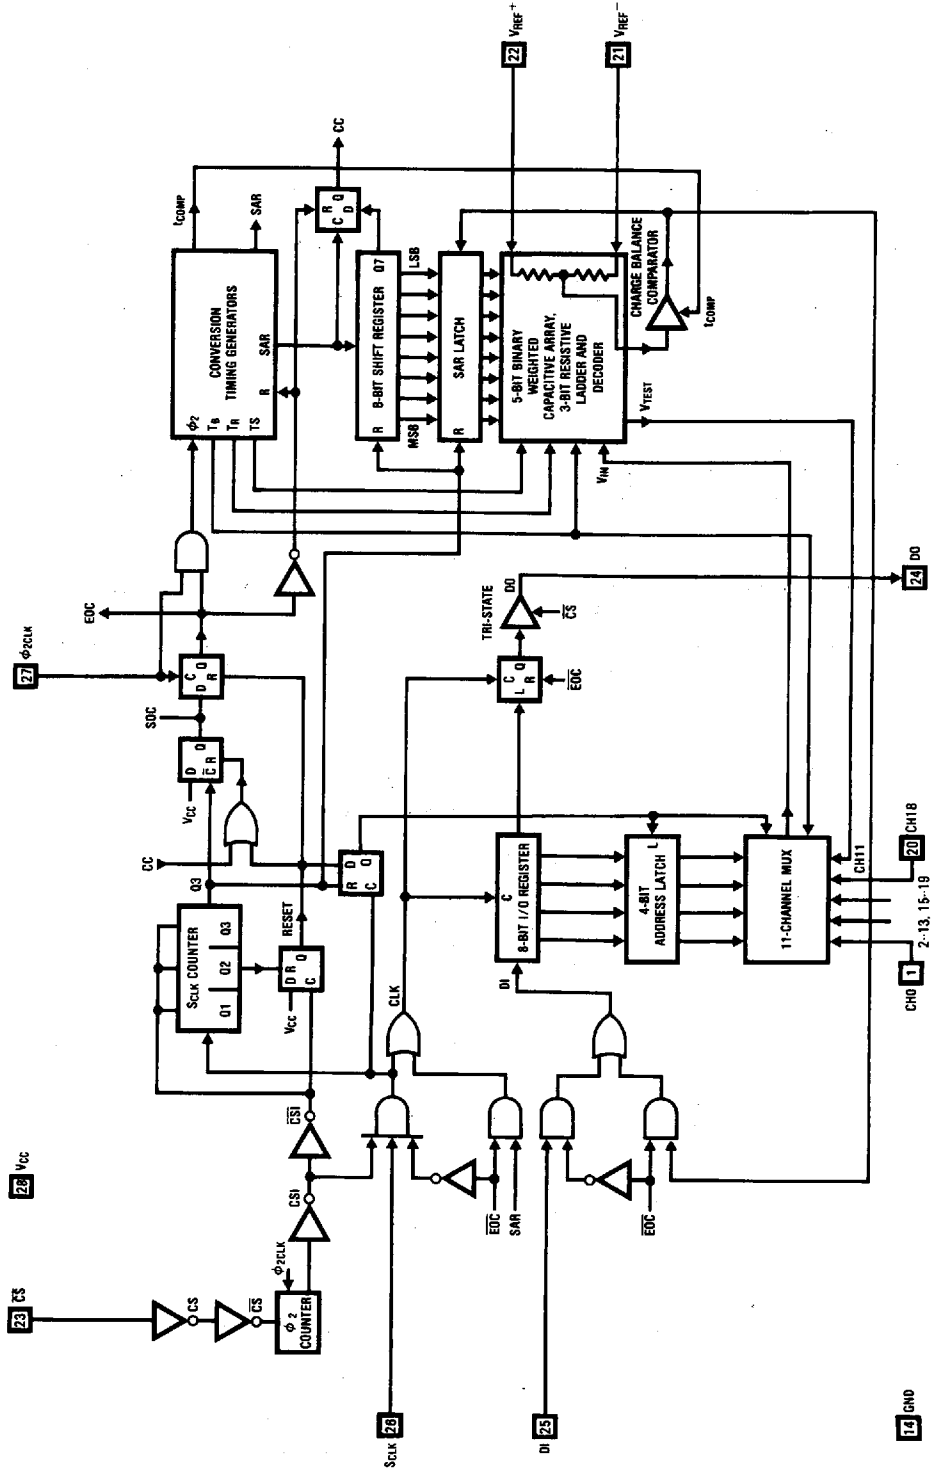 23 CS
28 VCC
27 ϕ2CLK
CS
CS
ϕ2 COUNTER
ϕ2CLK
CSI
CSI
SCLK COUNTER
Q1 Q2 Q3
Q3
VCC
D R Q
C
RESET
CC
VCC
D Q
C R
SOC
C
D Q
R
EOC
R D
C Q
CONVERSION
TIMING GENERATORS
ϕ2
TB
TR
TS
SAR
R
tCOMP
SAR
R
C Q
D
CC
8-BIT SHIFT REGISTER
R
Q7
MSB
LSB
SAR LATCH
R
5-BIT BINARY
WEIGHTED
CAPACITIVE ARRAY,
3-BIT RESISTIVE
LADDER AND
DECODER
22 VREF+
21 VREF-
CHARGE BALANCE
COMPARATOR
tCOMP
VTEST
VIN
SCLK 26
CLK
EOC
SAR
DI 25
EOC
DI
C
8-BIT I/O REGISTER
4-BIT
ADDRESS LATCH
L
11-CHANNEL MUX
C
L Q
R
EOC
TRI-STATE
DO
CS
24 DO
CH0 1
2-13, 15-19
CH11
20 CH18
14 GND